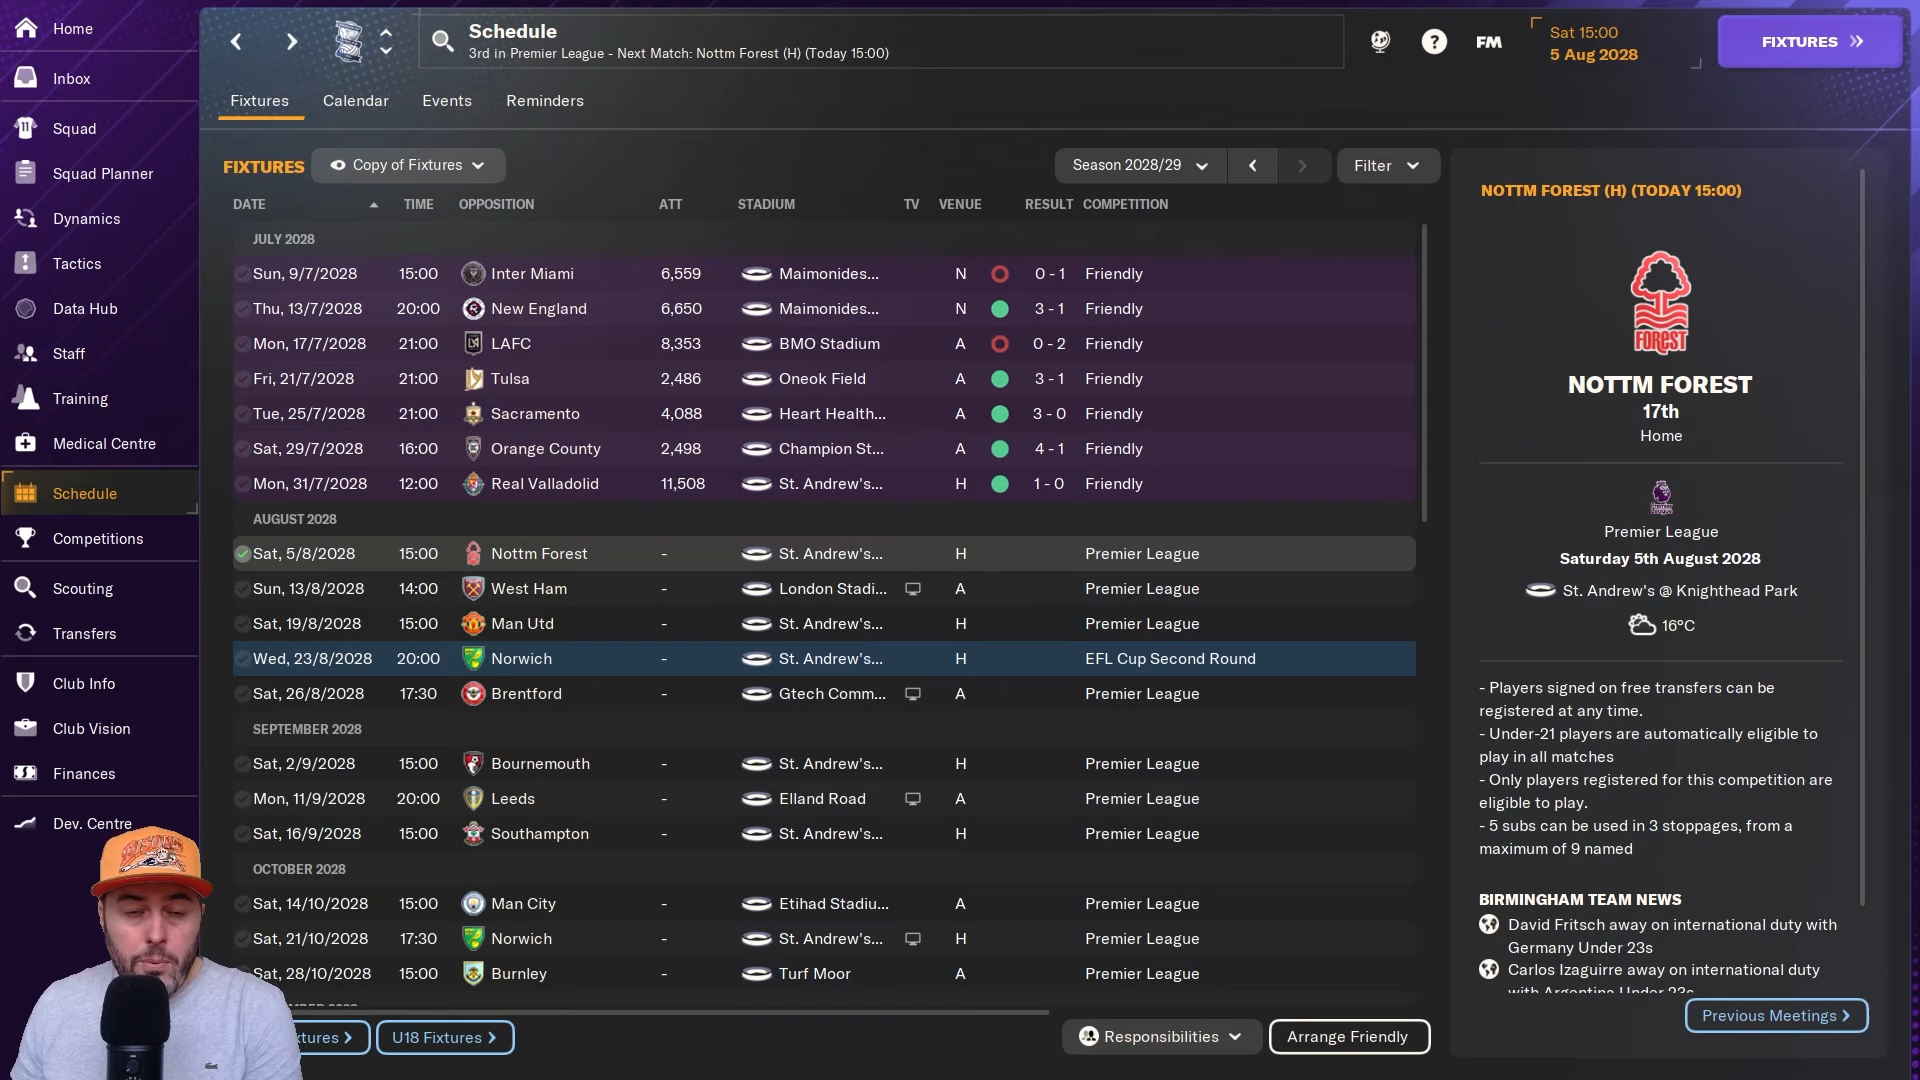 Home
Inbox
Squad
Squad Planner
Dynamics
Tactics
Data Hub
Staff
Training
Medical Centre
Schedule
Competitions
Scouting
Transfers
Club Info
Club Vision
Finances
Dev. Centre
Schedule
3rd in Premier League - Next Match: Nottm Forest (H) (Today 15:00)
FM
Sat 15:00
5 Aug 2028
FIXTURES
Fixtures Calendar Events Reminders
FIXTURES Copy of Fixtures Season 2028/29 Filter
DATE TIME OPPOSITION ATT STADIUM TV VENUE RESULT COMPETITION
JULY 2028
Sun, 9/7/2028 15:00 Inter Miami 6,559 Maimonides... N 0 - 1 Friendly
Thu, 13/7/2028 20:00 New England 6,650 Maimonides... N 3 - 1 Friendly
Mon, 17/7/2028 21:00 LAFC 8,353 BMO Stadium A 0 - 2 Friendly
Fri, 21/7/2028 21:00 Tulsa 2,486 Oneok Field A 3 - 1 Friendly
Tue, 25/7/2028 21:00 Sacramento 4,088 Heart Health... A 3 - 0 Friendly
Sat, 29/7/2028 16:00 Orange County 2,498 Champion St... A 4 - 1 Friendly
Mon, 31/7/2028 12:00 Real Valladolid 11,508 St. Andrew's... H 1 - 0 Friendly
AUGUST 2028
Sat, 5/8/2028 15:00 Nottm Forest - St. Andrew's... H Premier League
Sun, 13/8/2028 14:00 West Ham - London Stadi... A Premier League
Sat, 19/8/2028 15:00 Man Utd - St. Andrew's... H Premier League
Wed, 23/8/2028 20:00 Norwich - St. Andrew's... H EFL Cup Second Round
Sat, 26/8/2028 17:30 Brentford - Gtech Comm... A Premier League
SEPTEMBER 2028
Sat, 2/9/2028 15:00 Bournemouth - St. Andrew's... H Premier League
Mon, 11/9/2028 20:00 Leeds - Elland Road A Premier League
Sat, 16/9/2028 15:00 Southampton - St. Andrew's... H Premier League
OCTOBER 2028
Sat, 14/10/2028 15:00 Man City - Etihad Stadiu... A Premier League
Sat, 21/10/2028 17:30 Norwich - St. Andrew's... H Premier League
Sat, 28/10/2028 15:00 Burnley - Turf Moor A Premier League
U18 Fixtures Responsibilities Arrange Friendly
NOTTM FOREST (H) (TODAY 15:00)
FOREST
NOTTM FOREST
17th
Home
Premier League
Saturday 5th August 2028
St. Andrew's @ Knighthead Park
16°C
- Players signed on free transfers can be
registered at any time.
- Under-21 players are automatically eligible to
play in all matches
- Only players registered for this competition are
eligible to play.
- 5 subs can be used in 3 stoppages, from a
maximum of 9 named
BIRMINGHAM TEAM NEWS
David Fritsch away on international duty with
Germany Under 23s
Carlos Izaguirre away on international duty
with Argentina Under 23s
Previous Meetings